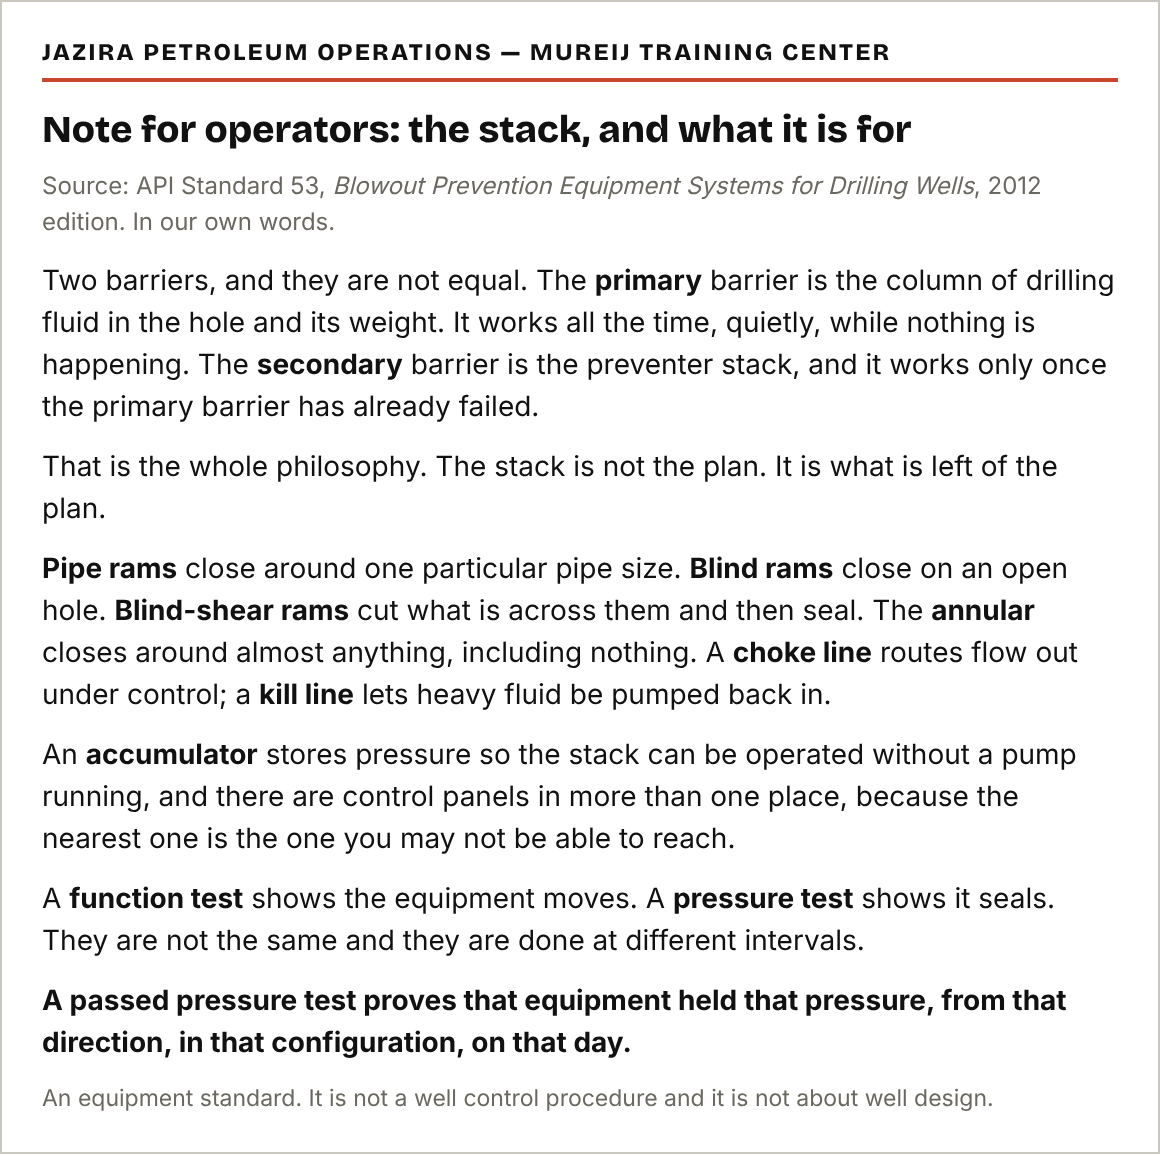 JAZIRA PETROLEUM OPERATIONS — MUREIJ TRAINING CENTER
Note for operators: the stack, and what it is for
Source: API Standard 53, Blowout Prevention Equipment Systems for Drilling Wells, 2012
edition. In our own words.
Two barriers, and they are not equal. The primary barrier is the column of drilling
fluid in the hole and its weight. It works all the time, quietly, while nothing is
happening. The secondary barrier is the preventer stack, and it works only once
the primary barrier has already failed.
That is the whole philosophy. The stack is not the plan. It is what is left of the
plan.
Pipe rams close around one particular pipe size. Blind rams close on an open
hole. Blind-shear rams cut what is across them and then seal. The annular
closes around almost anything, including nothing. A choke line routes flow out
under control; a kill line lets heavy fluid be pumped back in.
An accumulator stores pressure so the stack can be operated without a pump
running, and there are control panels in more than one place, because the
nearest one is the one you may not be able to reach.
A function test shows the equipment moves. A pressure test shows it seals.
They are not the same and they are done at different intervals.
A passed pressure test proves that equipment held that pressure, from that
direction, in that configuration, on that day.
An equipment standard. It is not a well control procedure and it is not about well design.